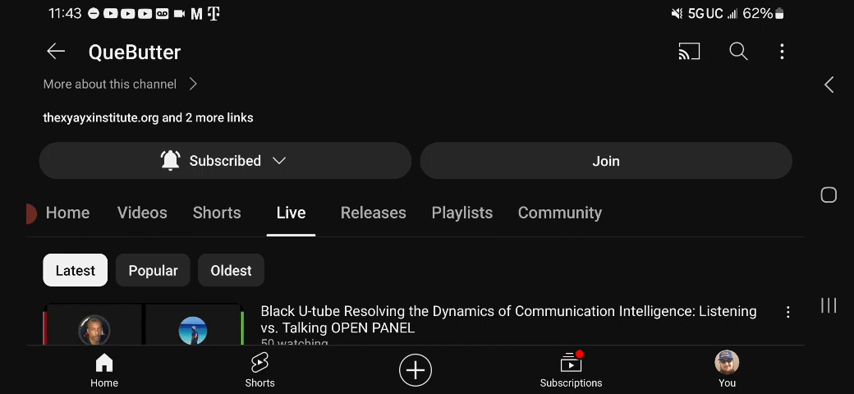 11:43 M T 5G UC 62%
QueButter
More about this channel
thexyayxinstitute.org and 2 more links
Subscribed Join
Home Videos Shorts Live Releases Playlists Community
Latest Popular Oldest
Black U-tube Resolving the Dynamics of Communication Intelligence: Listening
vs. Talking OPEN PANEL
50 watching
Home Shorts Subscriptions You